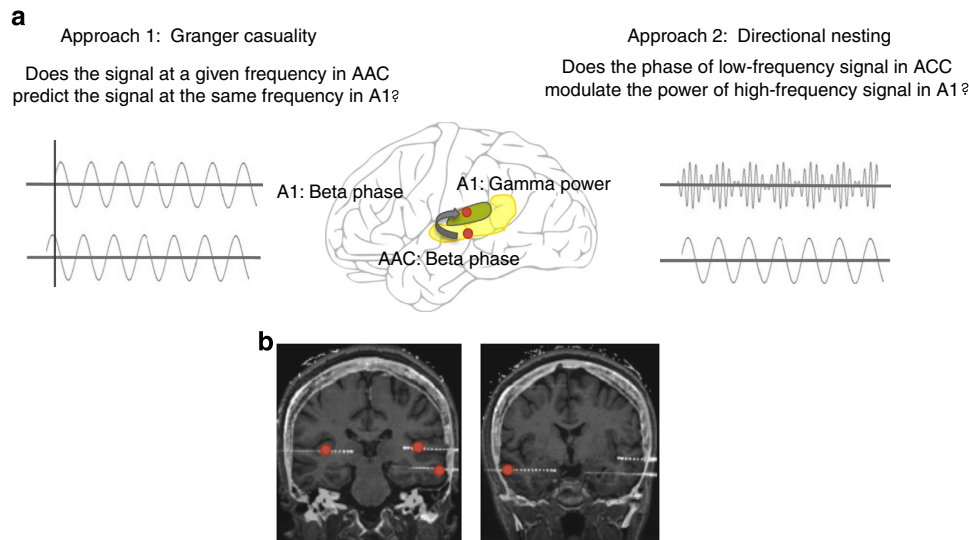 a
Approach 1: Granger casuality
Does the signal at a given frequency in AAC
predict the signal at the same frequency in A1?
Approach 2: Directional nesting
Does the phase of low-frequency signal in ACC
modulate the power of high-frequency signal in A1?
A1: Beta phase
A1: Gamma power
AAC: Beta phase
b